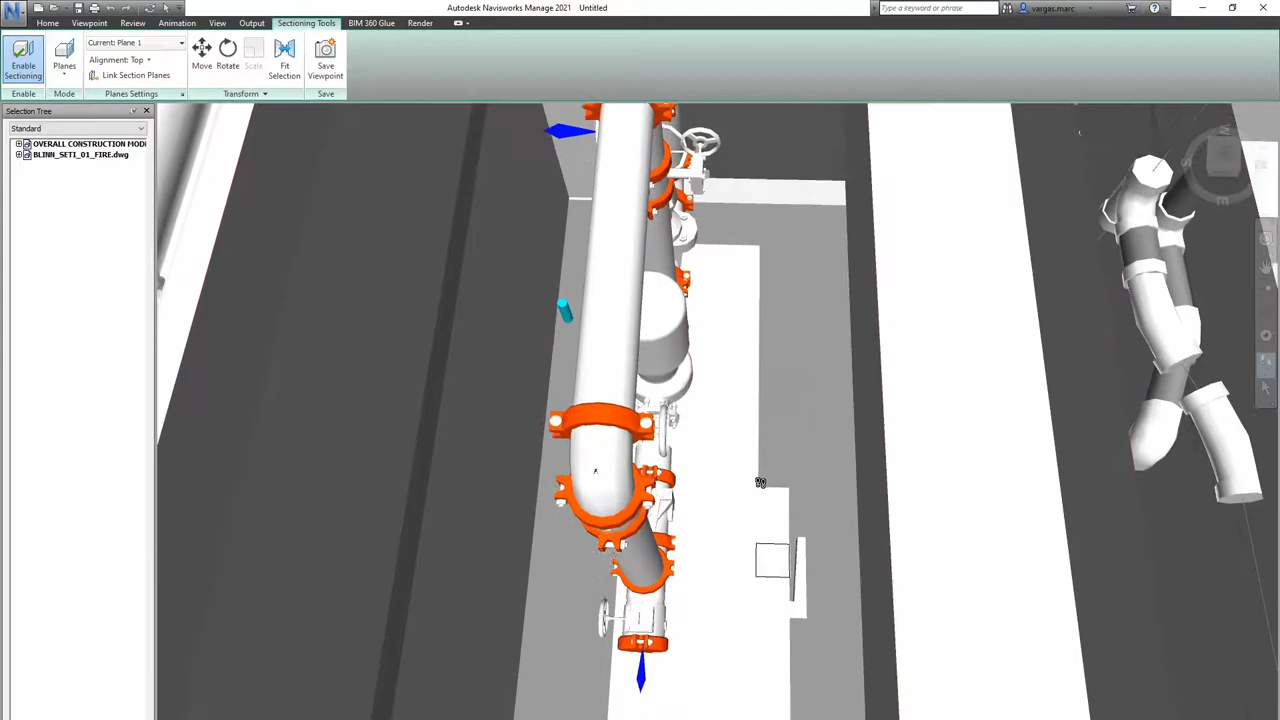 Autodesk Navisworks Manage 2021 Untitled
Type a keyword or phrase
vargas.marc
Home Viewpoint Review Animation View Output BIM 360 Glue Render Sectioning Tools
Enable Sectioning
Planes
Current: Plane 1
Alignment: Top
Link Section Planes
Move Rotate Scale Fit Selection
Save Viewpoint
Enable Mode Planes Settings Transform Save
Selection Tree
Standard
OVERALL CONSTRUCTION MOD
BLINN_SET1_01_FIRE.dwg